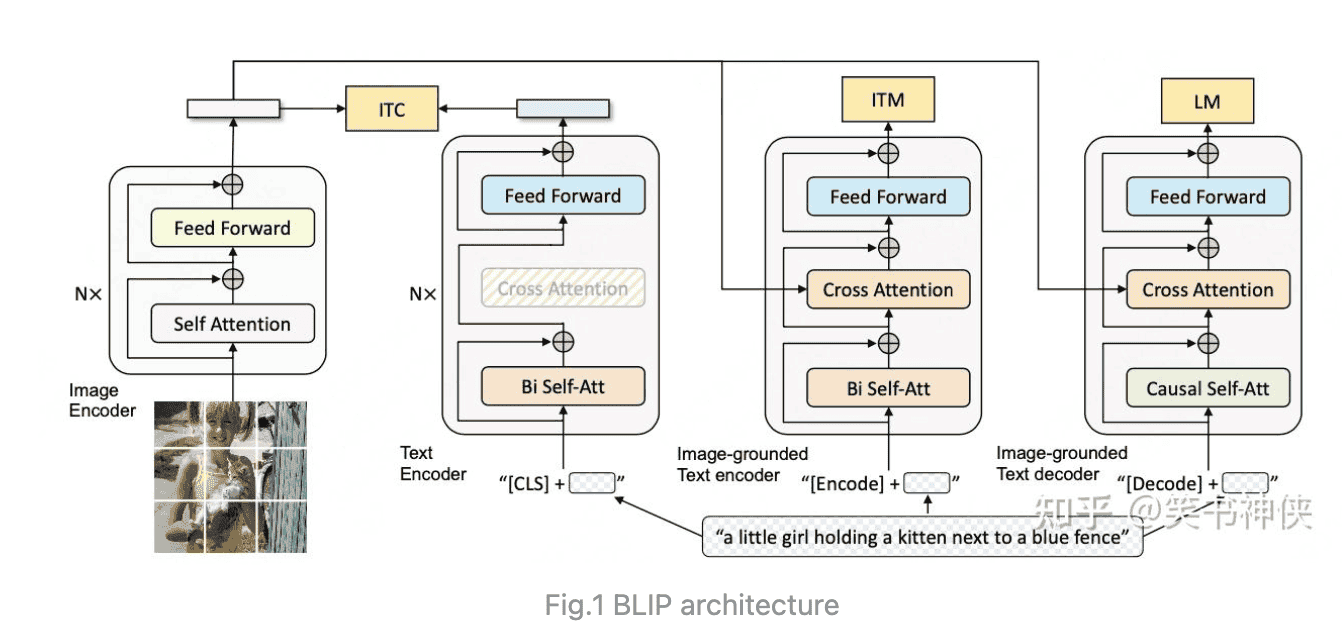 ITC
ITM
LM
Feed Forward
Self Attention
N×
Image
Encoder
Feed Forward
Cross Attention
Bi Self-Att
N×
Text
Encoder
“[CLS] + ”
Feed Forward
Cross Attention
Bi Self-Att
Image-grounded
Text encoder
“[Encode] + ”
Feed Forward
Cross Attention
Causal Self-Att
Image-grounded
Text decoder
“[Decode] + ”
“a little girl holding a kitten next to a blue fence”
知乎 @笑书神侠
Fig.1 BLIP architecture